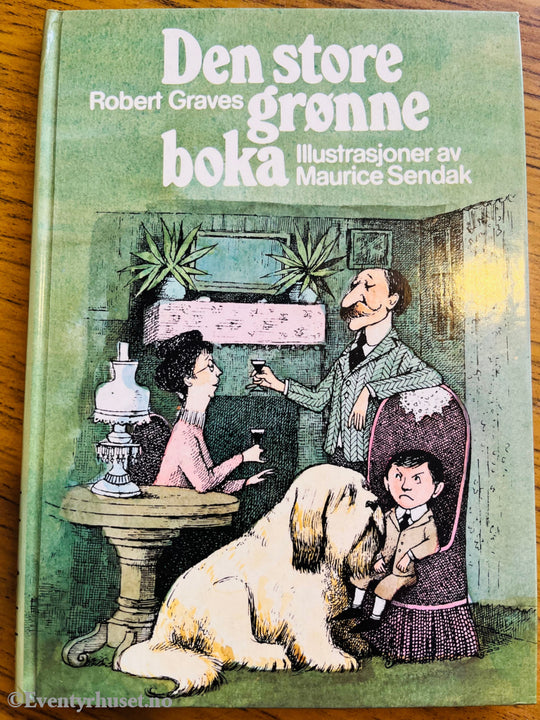 Den store
Robert Graves grønne
boka Illustrasjoner av
Maurice Sendak
©Eventyrhuset.no